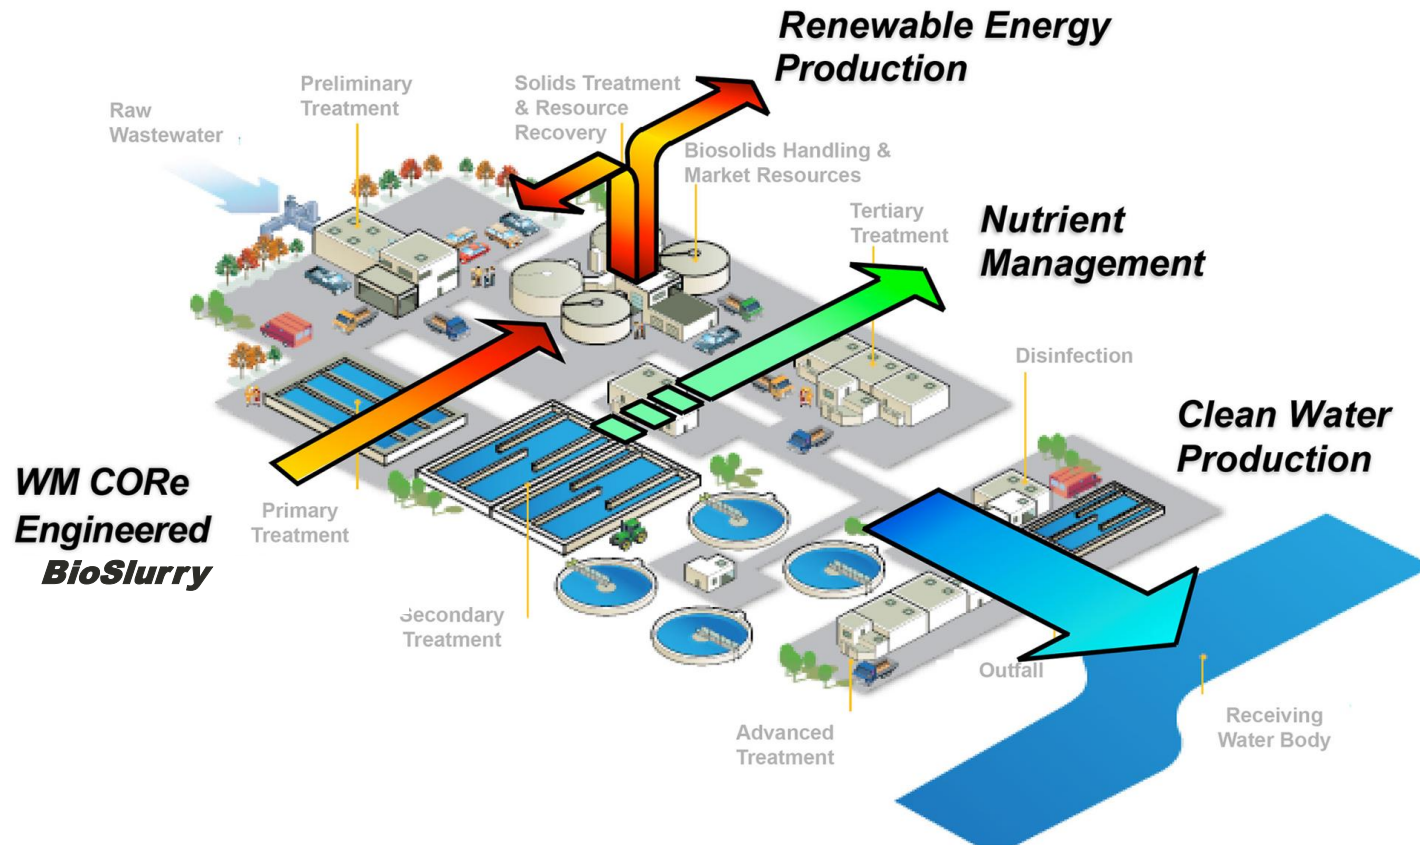 Renewable Energy
Production
Preliminary
Treatment
Solids Treatment
& Resource
Recovery
Raw
Wastewater
Biosolids Handling &
Market Resources
Tertiary
Treatment
Nutrient
Management
Disinfection
Clean Water
Production
WM CORe
Engineered
BioSlurry
Primary
Treatment
Secondary
Treatment
Outfall
Advanced
Treatment
Receiving
Water Body